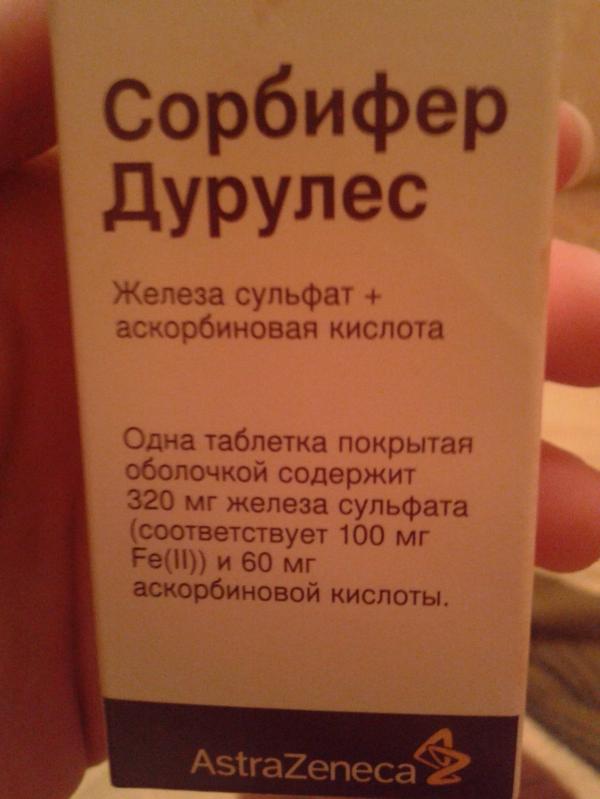 Сорбифер
Дурулес
Железа сульфат +
аскорбиновая кислота
Одна таблетка покрытая
оболочкой содержит
320 мг железа сульфата
(соответствует 100 мг
Fe(II)) и 60 мг
аскорбиновой кислоты.
AstraZeneca